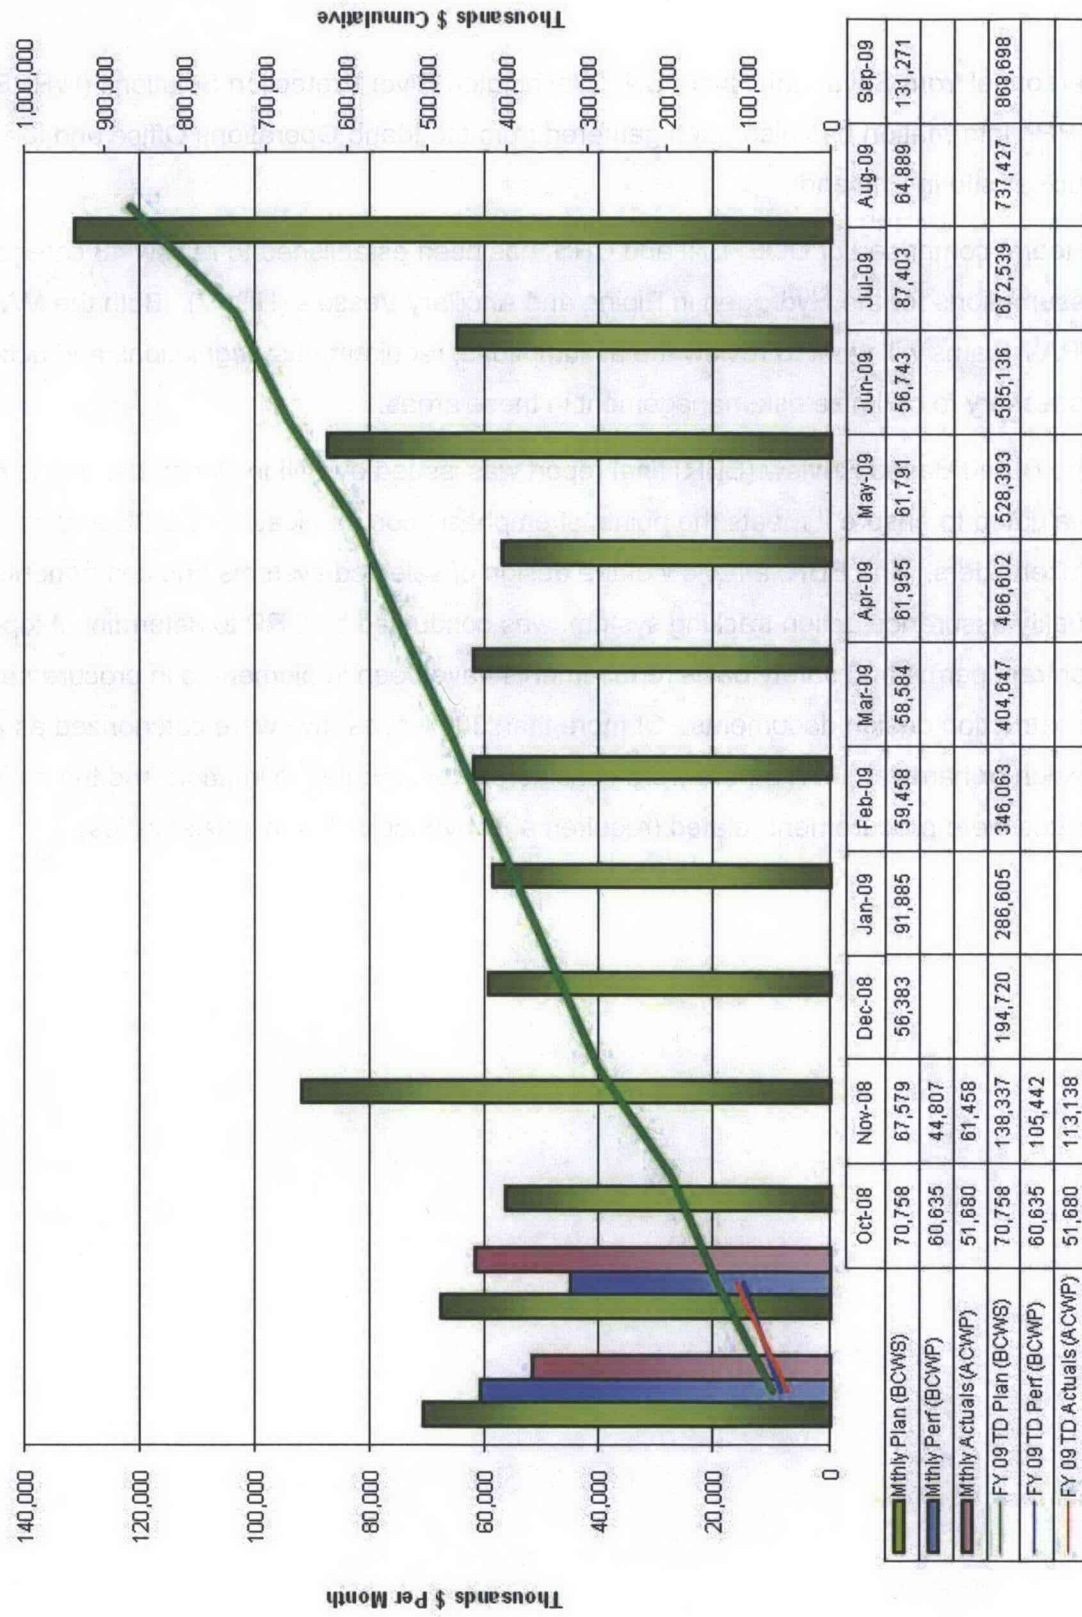 Thousands $ Per Month
140,000
120,000
100,000
80,000
60,000
40,000
20,000
0
Thousands $ Cumulative
1,000,000
900,000
800,000
700,000
600,000
500,000
400,000
300,000
200,000
100,000
0
Oct-08 Nov-08 Dec-08 Jan-09 Feb-09 Mar-09 Apr-09 May-09 Jun-09 Jul-09 Aug-09 Sep-09
Mthly Plan (BCWS) 70,758 67,579 56,383 91,885 59,458 58,584 61,955 61,791 56,743 87,403 64,888 131,271
Mthly Perf (BCWP) 60,635 44,807
Mthly Actuals (ACWP) 51,680 61,458
FY 09 TD Plan (BCWS) 70,758 138,337 194,720 286,605 346,063 404,647 466,602 528,393 585,136 672,539 737,427 868,698
FY 09 TD Perf (BCWP) 60,635 105,442
FY 09 TD Actuals (ACWP) 51,680 113,138